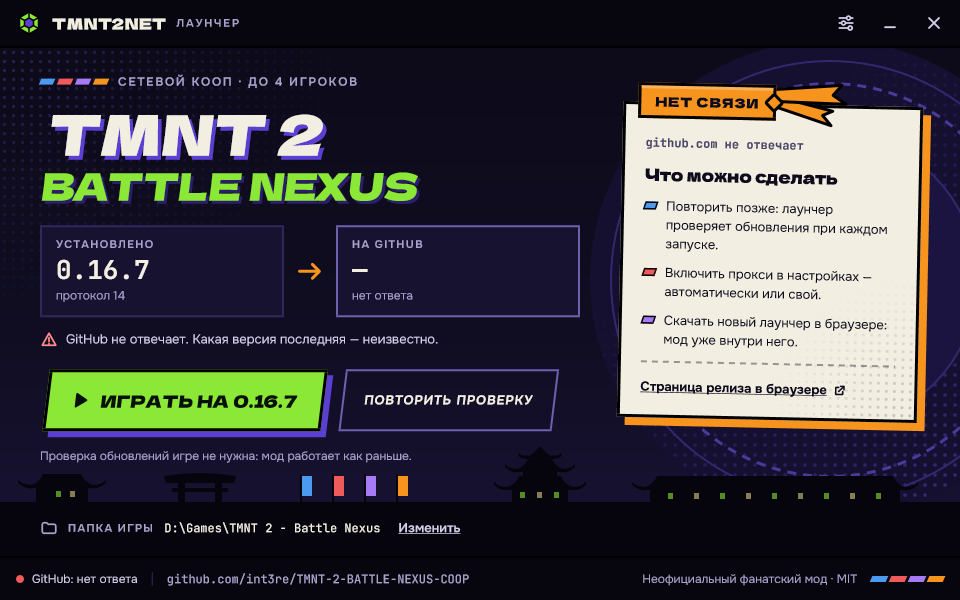 TMNT2NET ЛАУНЧЕР
СЕТЕВОЙ КООП · ДО 4 ИГРОКОВ
TMNT 2
BATTLE NEXUS
УСТАНОВЛЕНО
0.16.7
протокол 14
НА GITHUB
—
нет ответа
GitHub не отвечает. Какая версия последняя — неизвестно.
ИГРАТЬ НА 0.16.7
ПОВТОРИТЬ ПРОВЕРКУ
Проверка обновлений игре не нужна: мод работает как раньше.
НЕТ СВЯЗИ
github.com не отвечает
Что можно сделать
Повторить позже: лаунчер
проверяет обновления при каждом
запуске.
Включить прокси в настройках —
автоматически или свой.
Скачать новый лаунчер в браузере:
мод уже внутри него.
Страница релиза в браузере
ПАПКА ИГРЫ D:\Games\TMNT 2 - Battle Nexus Изменить
GitHub: нет ответа github.com/int3re/TMNT-2-BATTLE-NEXUS-COOP Неофициальный фанатский мод · MIT